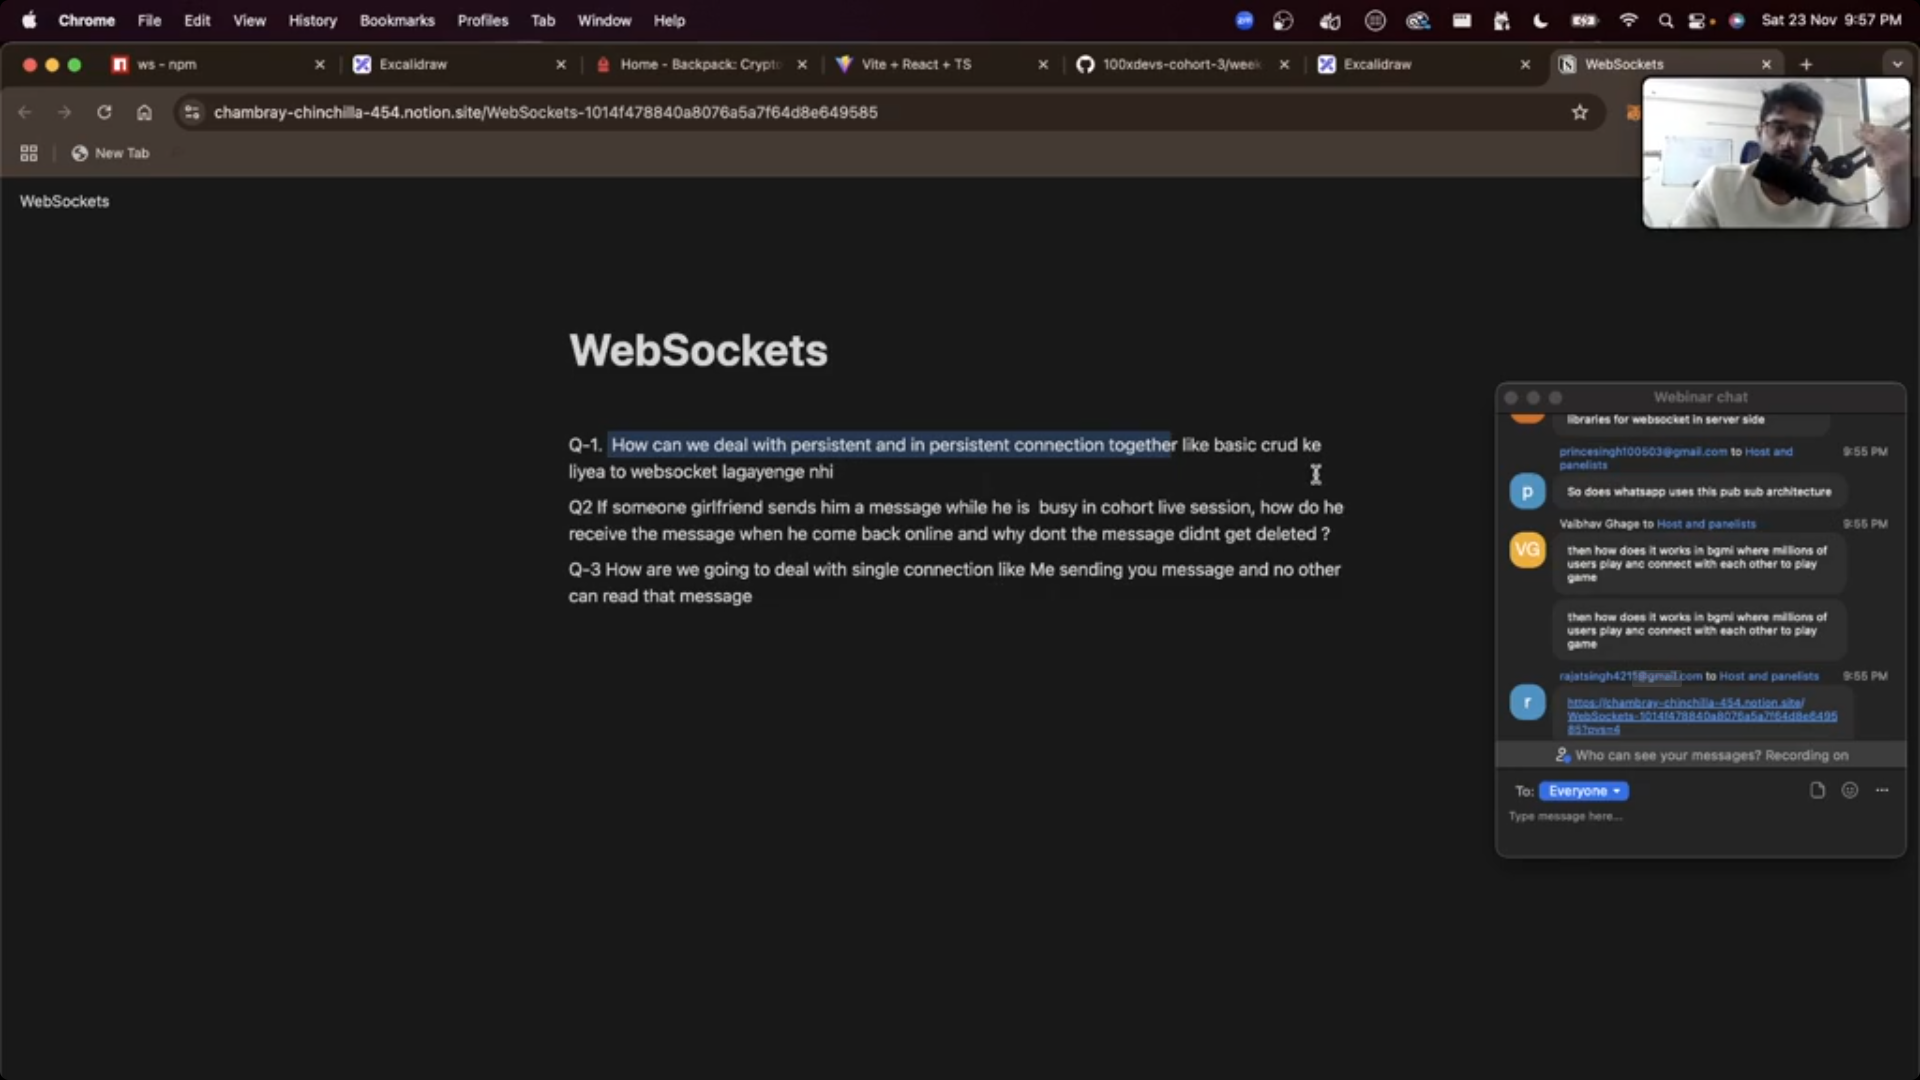 Chrome File Edit View History Bookmarks Profiles Tab Window Help
Sat 23 Nov 9:57 PM
ws - npm
Excalidraw
Home - Backpack: Crypto
Vite + React + TS
100xdevs-cohort-3/week
Excalidraw
WebSockets
chambray-chinchilla-454.notion.site/WebSockets-1014f478840a8076a5a7f64d8e649585
New Tab
WebSockets
WebSockets
Q-1. How can we deal with persistent and in persistent connection together like basic crud ke
liyea to websocket lagayenge nhi
Q2 If someone girlfriend sends him a message while he is busy in cohort live session, how do he
receive the message when he come back online and why dont the message didnt get deleted ?
Q-3 How are we going to deal with single connection like Me sending you message and no other
can read that message
Webinar chat
libraries for websocket in server side
princesingh100503@gmail.com to Host and
panelists
9:55 PM
p
So does whatsapp uses this pub sub architecture
Vaibhav Ghage to Host and panelists
9:55 PM
VG
then how does it works in bgmi where millions of
users play anc connect with each other to play
game
then how does it works in bgmi where millions of
users play anc connect with each other to play
game
rajatsingh4211@gmail.com to Host and panelists
9:55 PM
r
https://chambray-chinchilla-454.notion.site/
WebSockets-1014f478840a8076a5a7f64d8e6495
85?pvs=4
Who can see your messages? Recording on
To: Everyone
Type message here...